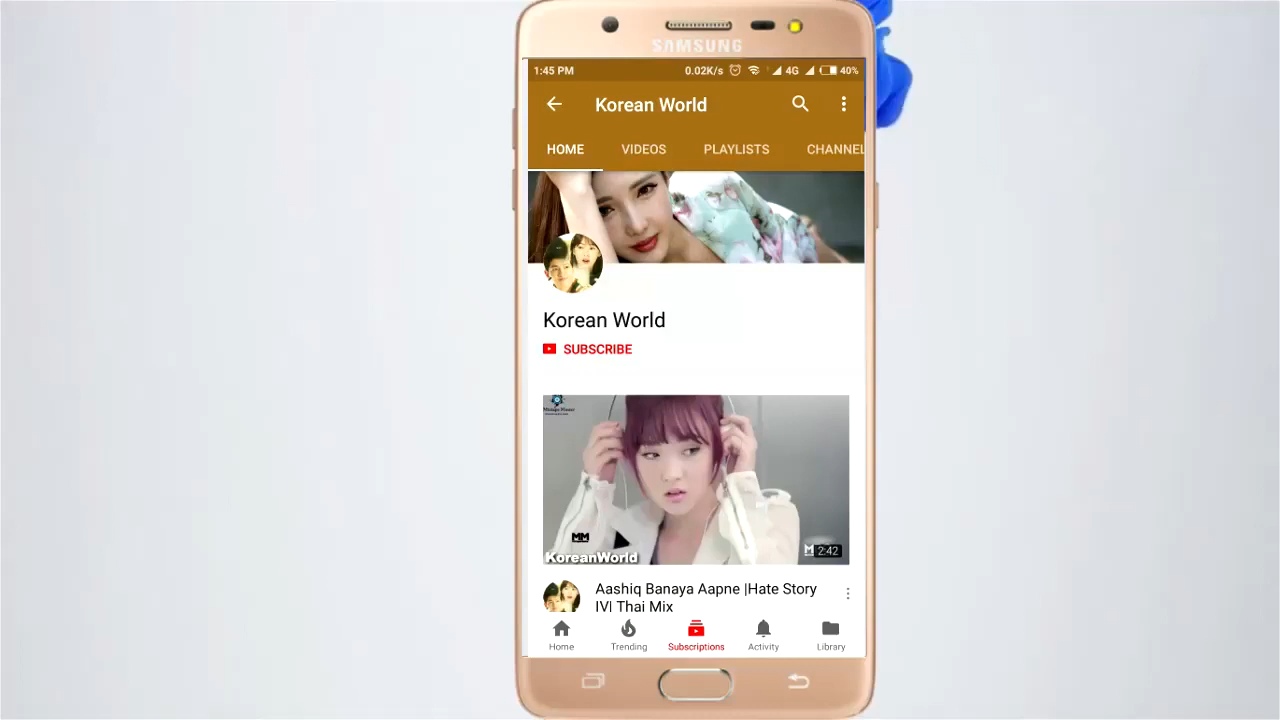 SAMSUNG
1:45 PM 0.02K/s 4G 40%
Korean World
HOME VIDEOS PLAYLISTS CHANNEL
Korean World
SUBSCRIBE
MM
M 2:42
KoreanWorld
Aashiq Banaya Aapne |Hate Story
IV| Thai Mix
Home Trending Subscriptions Activity Library